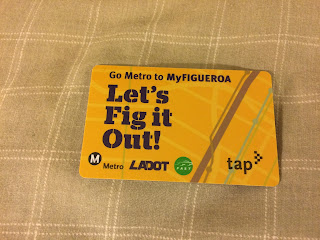 Go Metro to MyFIGUEROA
Let's
Fig it
Out!
M Metro LADOT tap